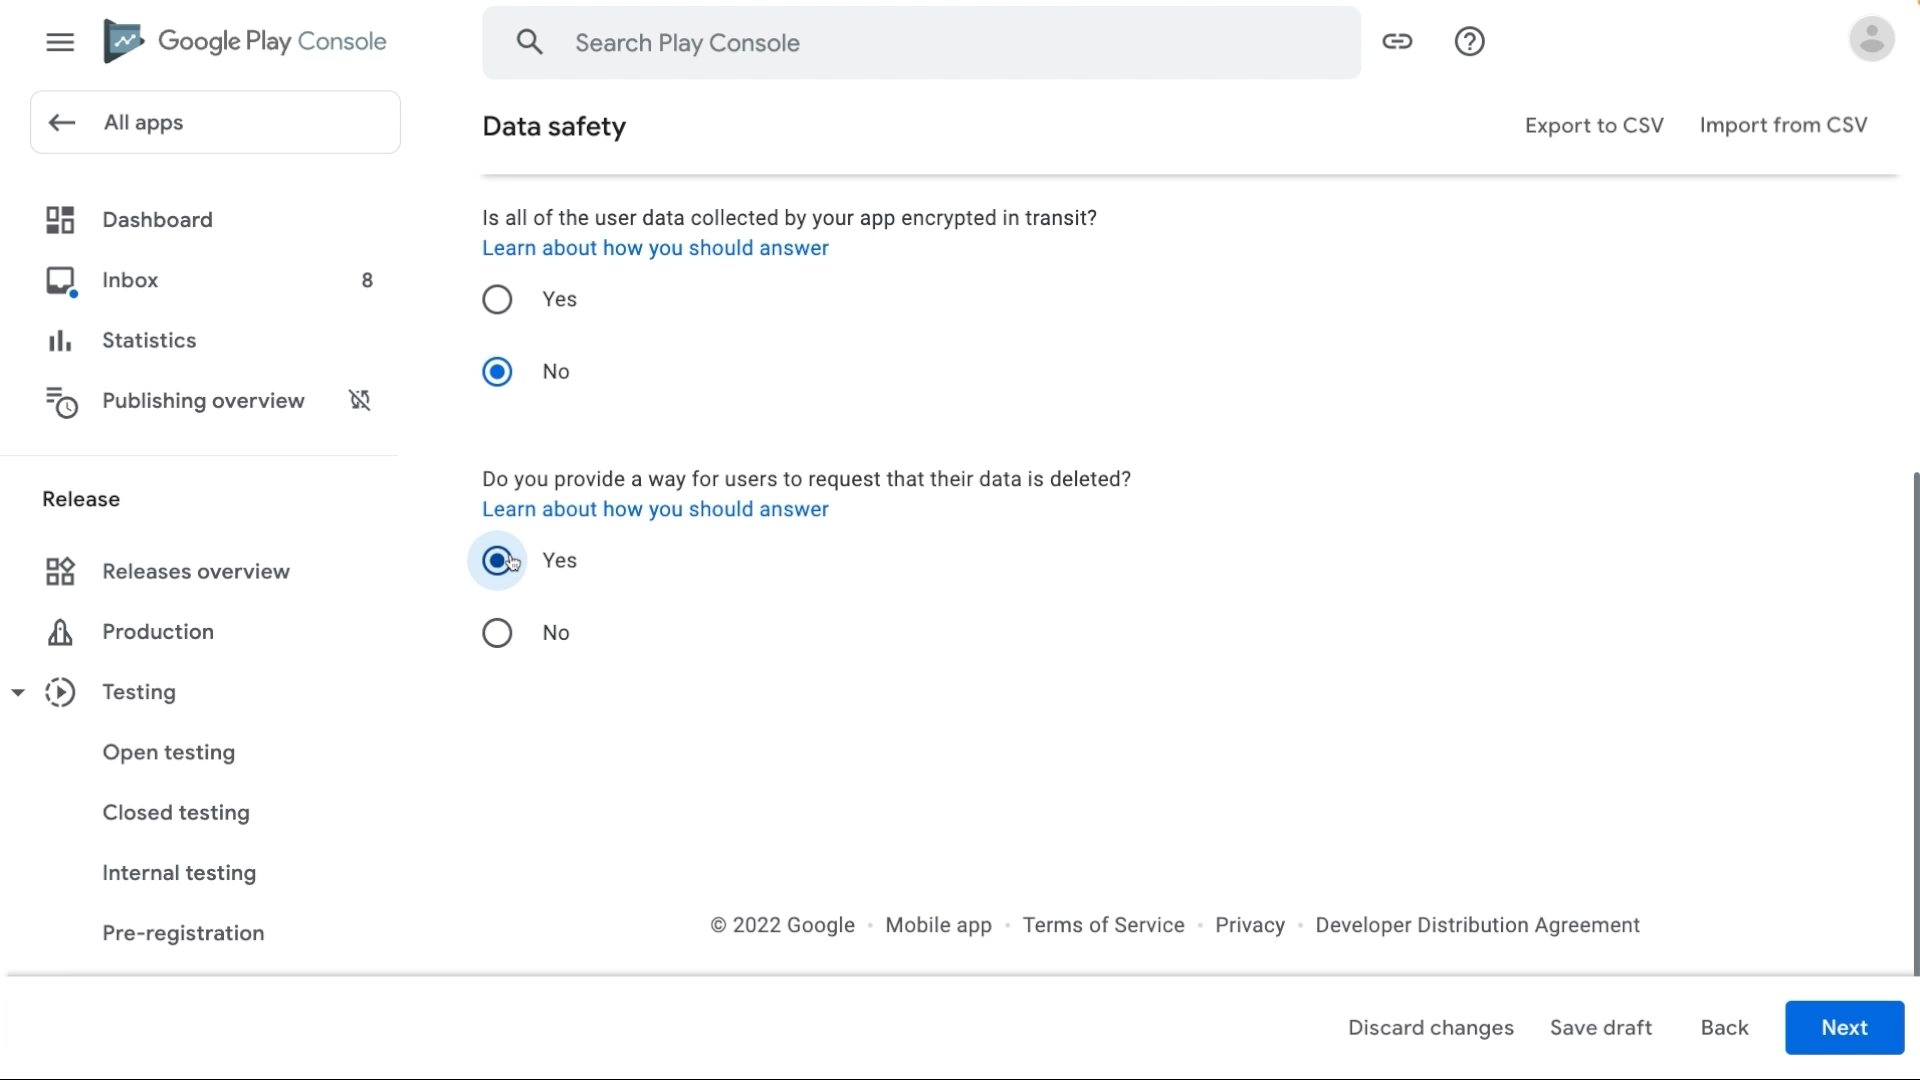 Google Play Console
Search Play Console
All apps
Data safety
Export to CSV
Import from CSV
Dashboard
Inbox 8
Statistics
Publishing overview
Release
Releases overview
Production
Testing
Open testing
Closed testing
Internal testing
Pre-registration
Is all of the user data collected by your app encrypted in transit?
Learn about how you should answer
Yes
No
Do you provide a way for users to request that their data is deleted?
Learn about how you should answer
Yes
No
© 2022 Google · Mobile app · Terms of Service · Privacy · Developer Distribution Agreement
Discard changes
Save draft
Back
Next